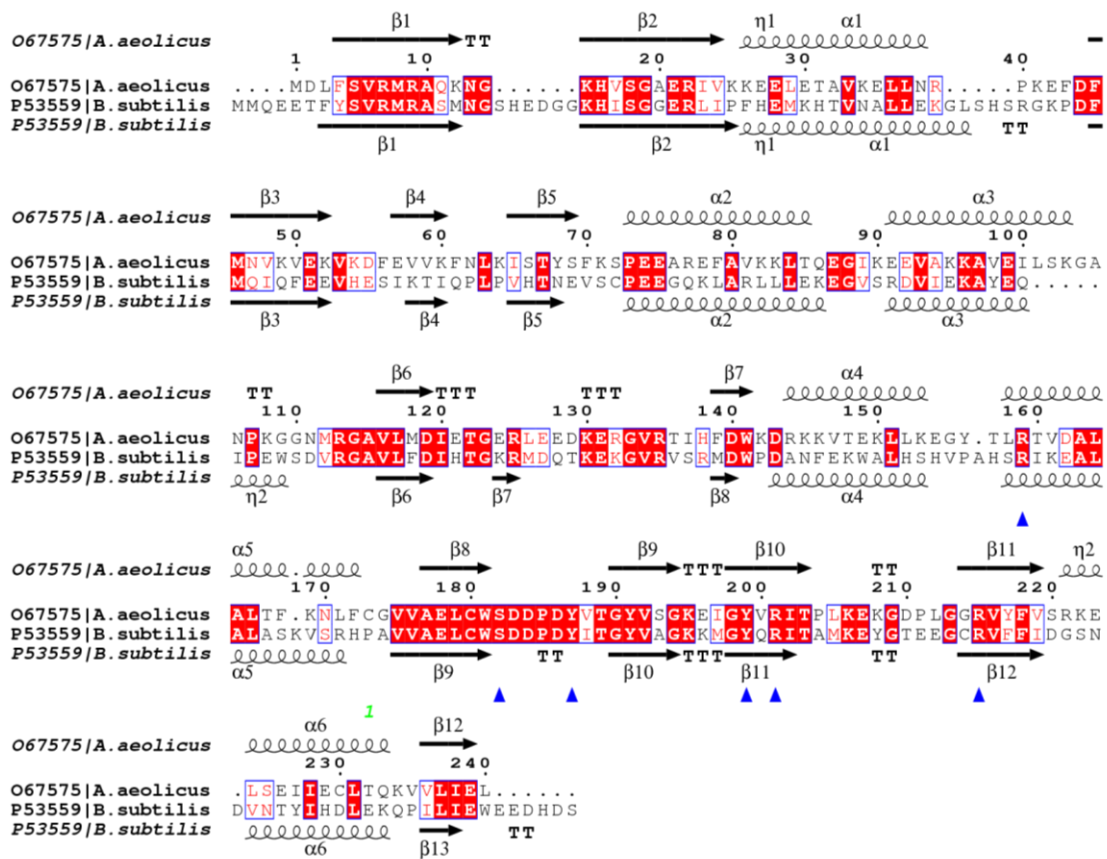 β1 β2 η1 α1
O67575|A.aeolicus TT
1 10 20 30 40
O67575|A.aeolicus ....MDLFSVRMRAQKNG......KHVSGAERIVKKEELETAVKELLNR.....PKEFDF
P53559|B.subtilis MMQEETFYSVRMRASMNGSHEDGGKHISGGERLIPFHEMKHTVNALLEKGLSHSRGKPDF
P53559|B.subtilis TT
β1 β2 η1 α1
β3 β4 β5 α2 α3
O67575|A.aeolicus
50 60 70 80 90 100
O67575|A.aeolicus MNVKVEKVKDFEVVKFNLKISTYSFKSPEEAREFAVKKLTQEGIKEEVAKKAVEILSKGA
P53559|B.subtilis MQIQFEEVHESIKTIQPLPVHTNEVSCPEEGQKLARLLLEKEGVSRDVIEKAYEQ.....
P53559|B.subtilis
β3 β4 β5 α2 α3
β6 β7 α4
O67575|A.aeolicus TT TTT TTT
110 120 130 140 150 160
O67575|A.aeolicus NPKGGNMRGAVLMDIETGERLEEDKERGVRTIHFDWKDRKKVTEKLLKEGY.TLRTVDAL
P53559|B.subtilis IPEWSDVRGAVLFDIHTGKRMDQTKEKGVRVSRMDWPDANFEKWALHSHVPAHSRIKEAL
P53559|B.subtilis
η2 β6 β7 β8 α4
α5 β8 β9 β10 β11 η2
O67575|A.aeolicus . TTT TT
170 180 190 200 210 220
O67575|A.aeolicus ALTF.KNLFCGVVAELCWSDDPDYVTGYVSGKEIGYVRITPLKEKGDPLGGRVYFVSRKE
P53559|B.subtilis ALASKVSRHPAVVAELCWSDDPDYITGYVAGKKMGYQRITAMKEYGTEEGCRVFFIDGSN
P53559|B.subtilis TT TTT TT
α5 β9 β10 β11 β12
1
α6 β12
O67575|A.aeolicus
230 240
O67575|A.aeolicus .LSEIIECLTQKVVLIEL......
P53559|B.subtilis DVNTYIHDLEKQPILIEWEEDHDS
P53559|B.subtilis TT
α6 β13